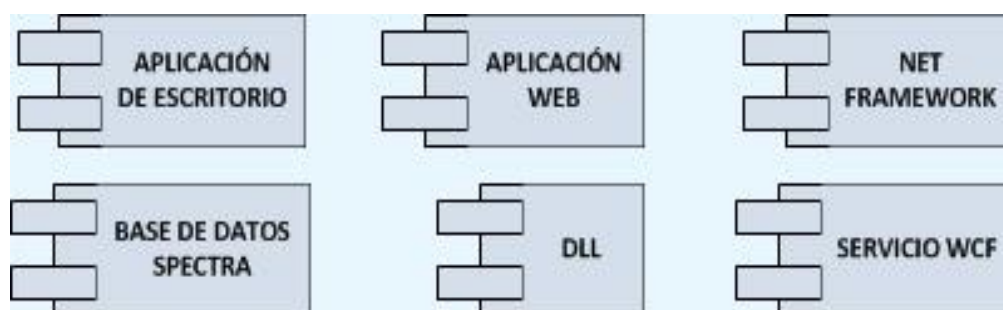 APLICACIÓN
DE ESCRITORIO
APLICACIÓN
WEB
NET
FRAMEWORK
BASE DE DATOS
SPECTRA
DLL
SERVICIO WCF